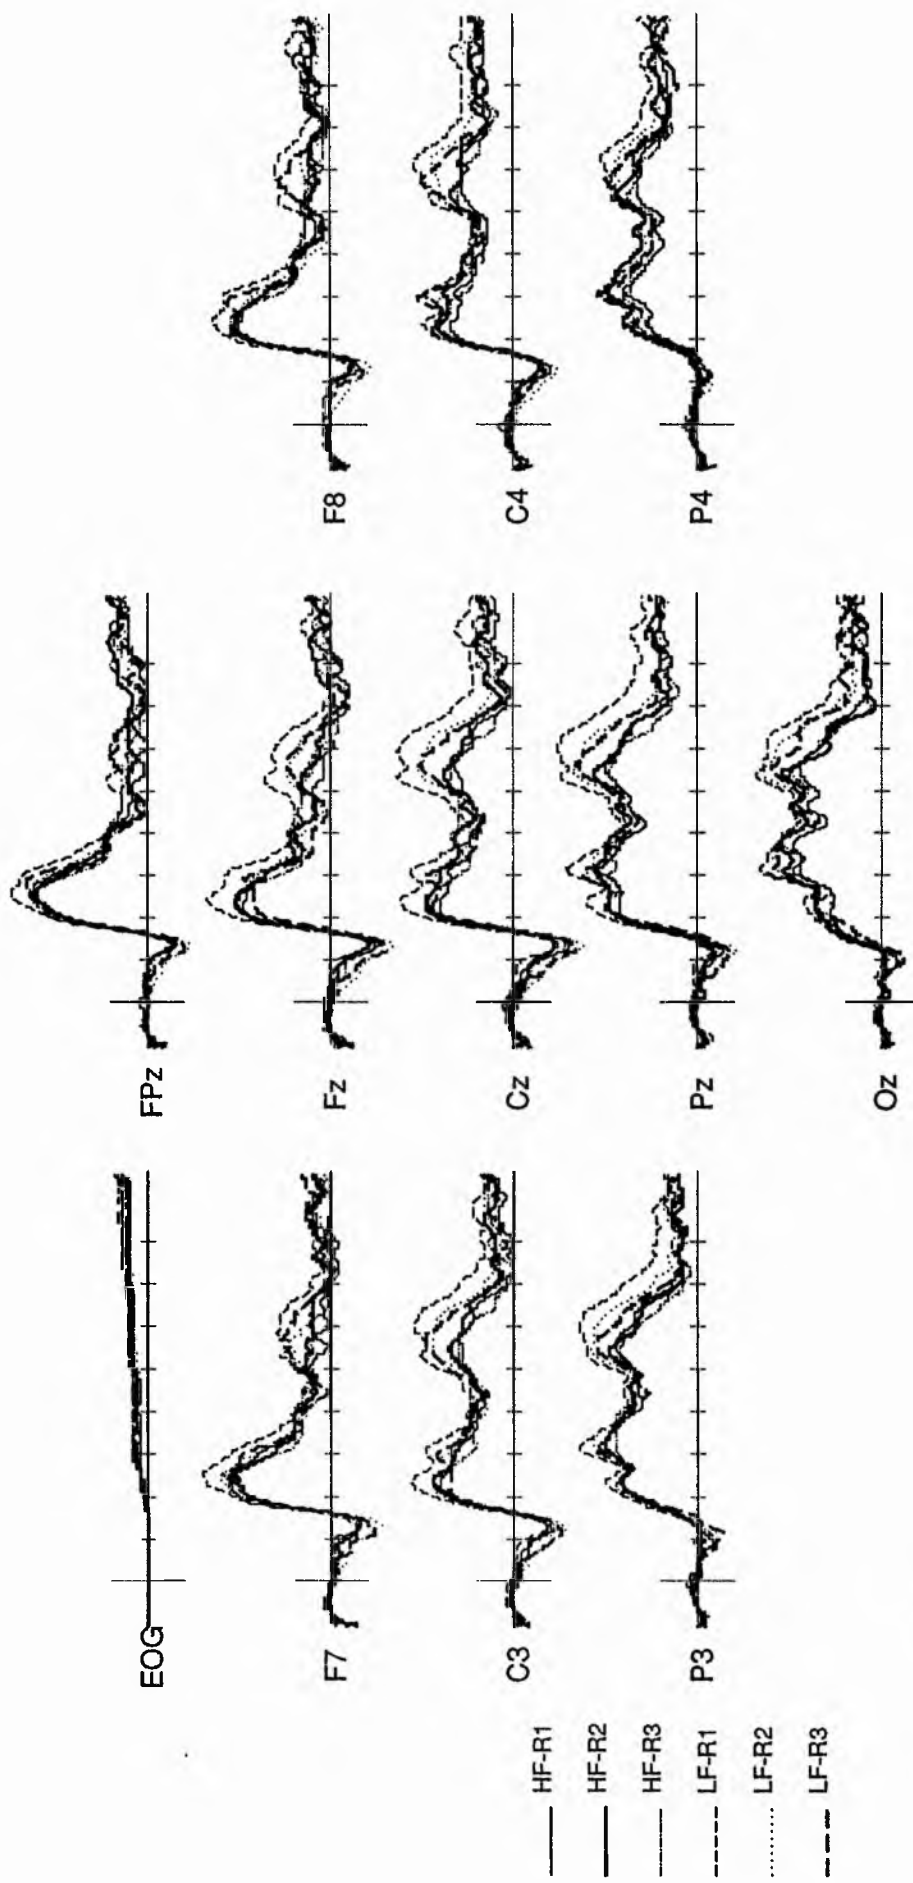 EOG
FPz
F7
Fz
F8
C3
Cz
C4
P3
Pz
P4
Oz
HF-R1
HF-R2
HF-R3
LF-R1
LF-R2
LF-R3